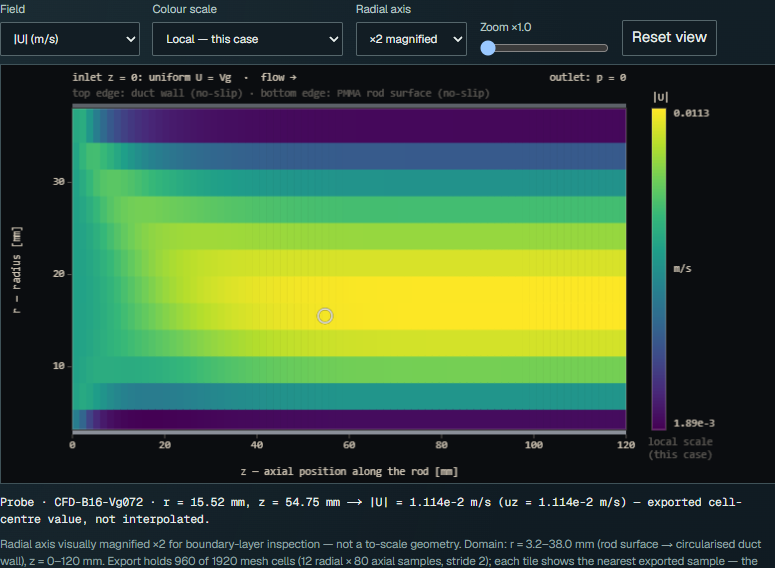 Field
Colour scale
Radial axis
Zoom ×1.0
|U| (m/s)
Local — this case
×2 magnified
Reset view
inlet z = 0: uniform U = Vg · flow →
outlet: p = 0
top edge: duct wall (no-slip) · bottom edge: PMMA rod surface (no-slip)
|U|
0.0113
30
20
10
r — radius [mm]
m/s
1.89e-3
local scale
(this case)
0
20
40
60
80
100
120
z — axial position along the rod [mm]
Probe · CFD-B16-Vg072 · r = 15.52 mm, z = 54.75 mm ⟶ |U| = 1.114e-2 m/s (uz = 1.114e-2 m/s) — exported cell-
centre value, not interpolated.
Radial axis visually magnified ×2 for boundary-layer inspection — not a to-scale geometry. Domain: r = 3.2–38.0 mm (rod surface → circularised duct
wall), z = 0–120 mm. Export holds 960 of 1920 mesh cells (12 radial × 80 axial samples, stride 2); each tile shows the nearest exported sample — the